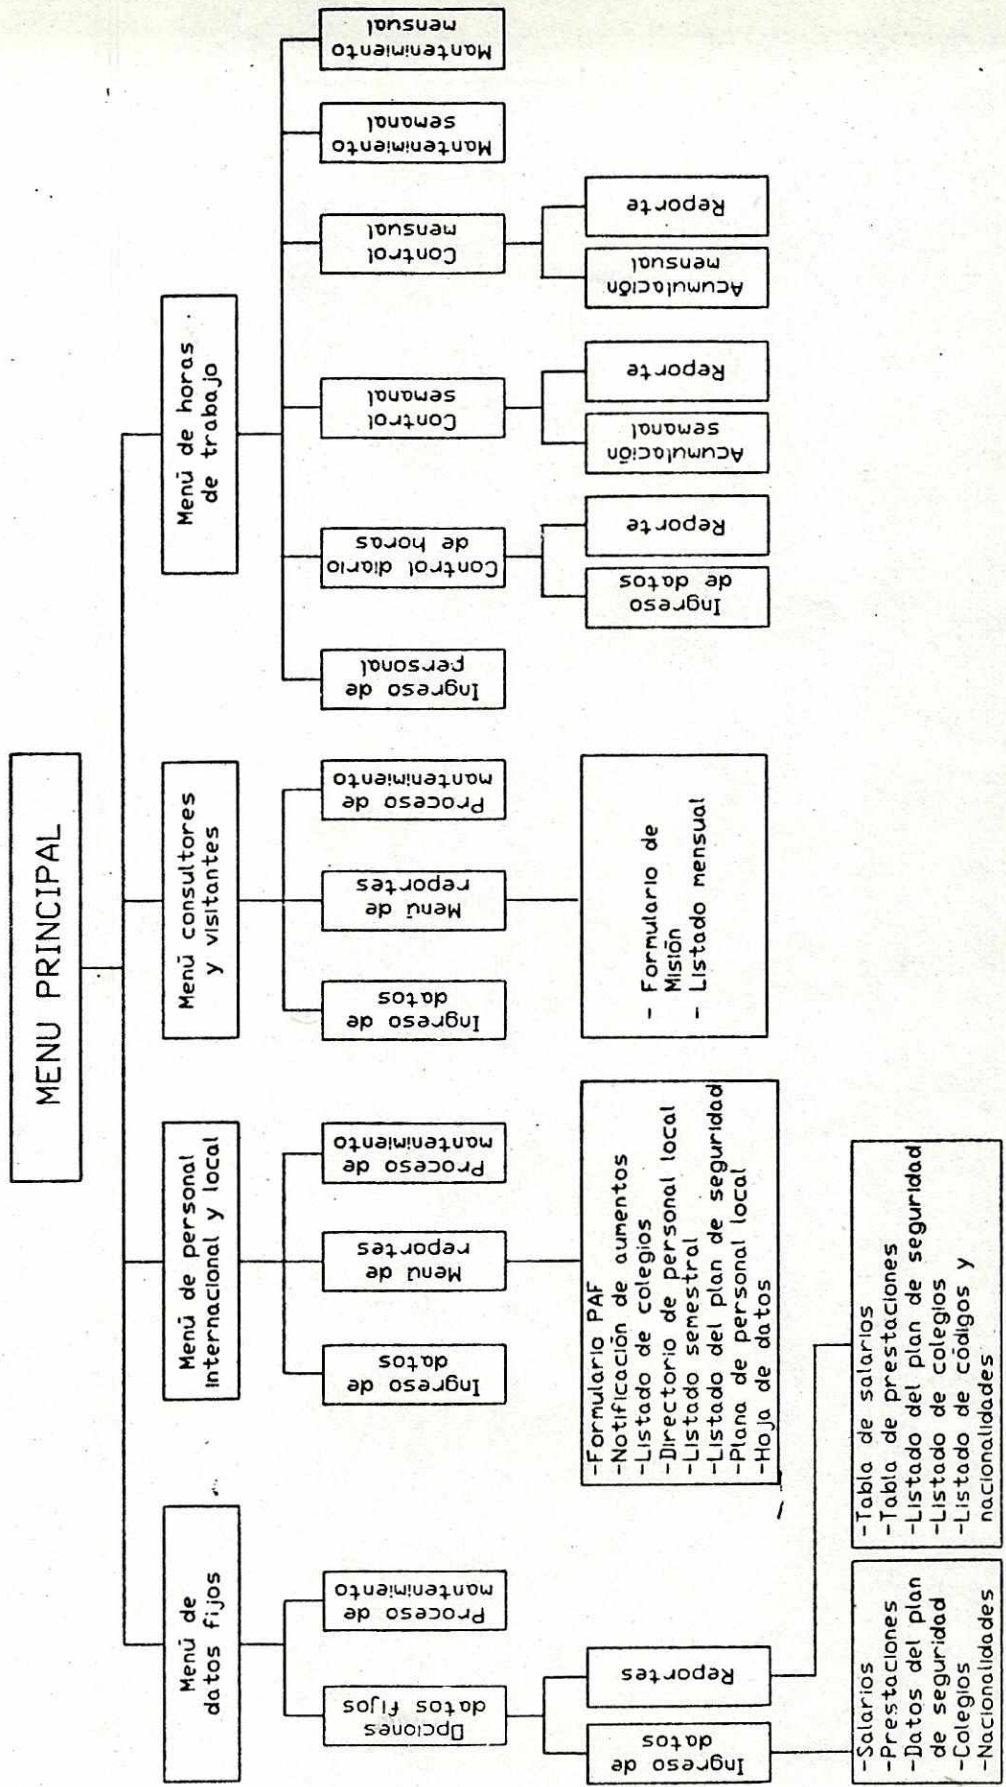 MENU PRINCIPAL
Menú de
datos fijos
Menú de personal
internacional y local
Menú consultores
y visitantes
Menú de horas
de trabajo
Opciones
datos fijos
Proceso de
mantenimiento
Ingreso de
datos
Menú de
reportes
Proceso de
mantenimiento
Ingreso de
datos
Menú de
reportes
Proceso de
mantenimiento
Ingreso de
personal
Control diario
de horas
Control
semanal
Control
mensual
Mantenimiento
semanal
Mantenimiento
mensual
Ingreso de
datos
Reportes
-Formulario PAF
-Notificación de aumentos
-Listado de colegios
-Directorio de personal local
-Listado semestral
-Listado del plan de seguridad
-Plana de personal local
-Hoja de datos
- Formulario de
Misión
- Listado mensual
Ingreso
de datos
Reporte
Acumulación
semanal
Reporte
Acumulación
mensual
Reporte
-Salarios
-Prestaciones
-Datos del plan
de seguridad
-Colegios
-Nacionalidades
-Tabla de salarios
-Tabla de prestaciones
-Listado del plan de seguridad
-Listado de colegios
-Listado de códigos y
nacionalidades